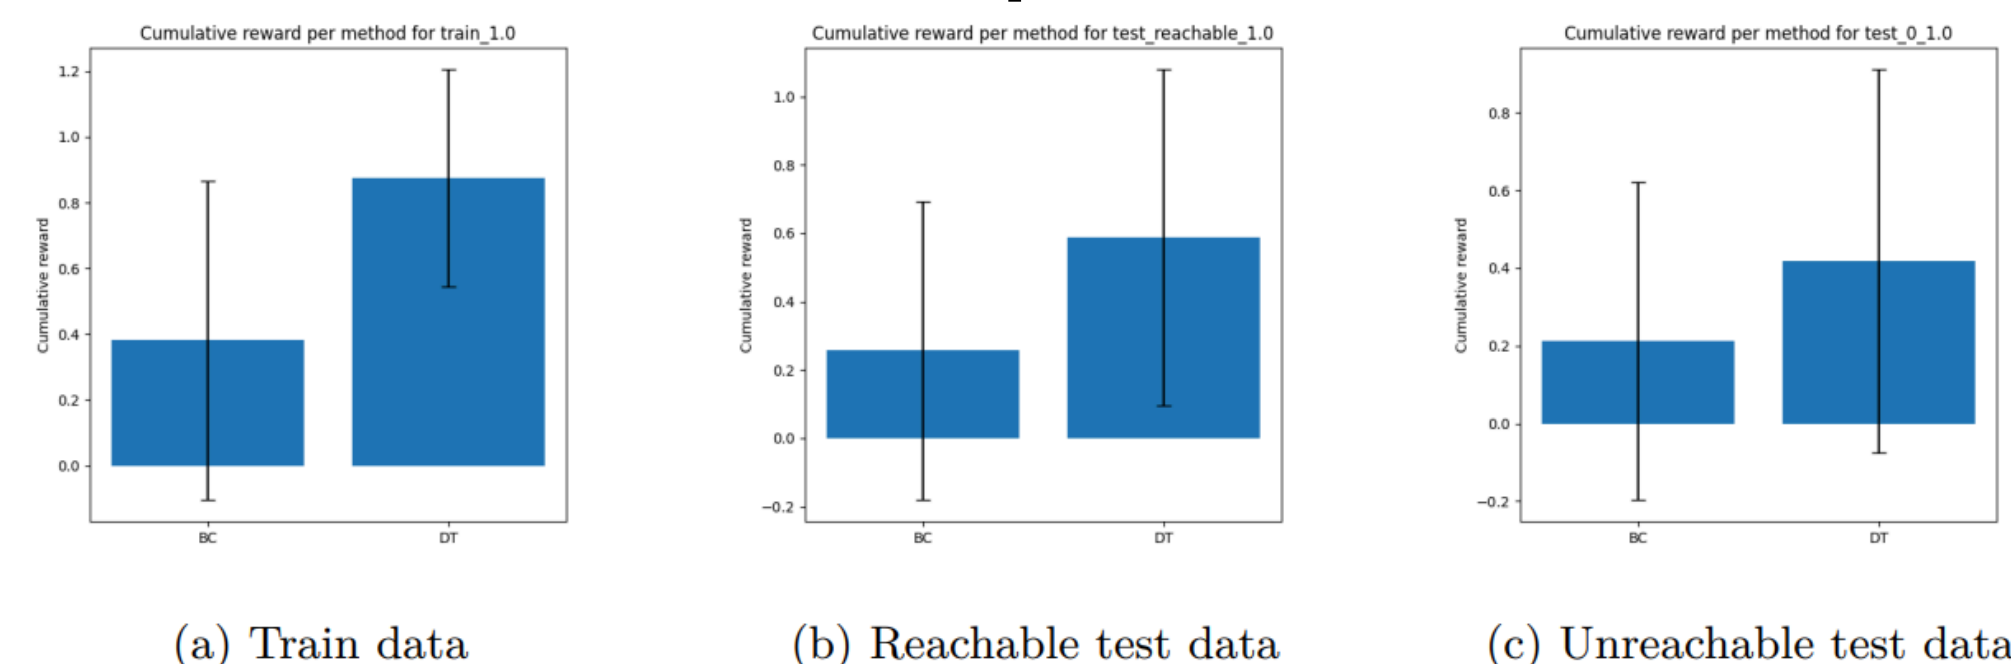 Cumulative reward per method for train_1.0
Cumulative reward
1.2
1.0
0.8
0.6
0.4
0.2
0.0
BC DT
(a) Train data
Cumulative reward per method for test_reachable_1.0
Cumulative reward
1.0
0.8
0.6
0.4
0.2
0.0
−0.2
BC DT
(b) Reachable test data
Cumulative reward per method for test_0_1.0
Cumulative reward
0.8
0.6
0.4
0.2
0.0
−0.2
BC DT
(c) Unreachable test data